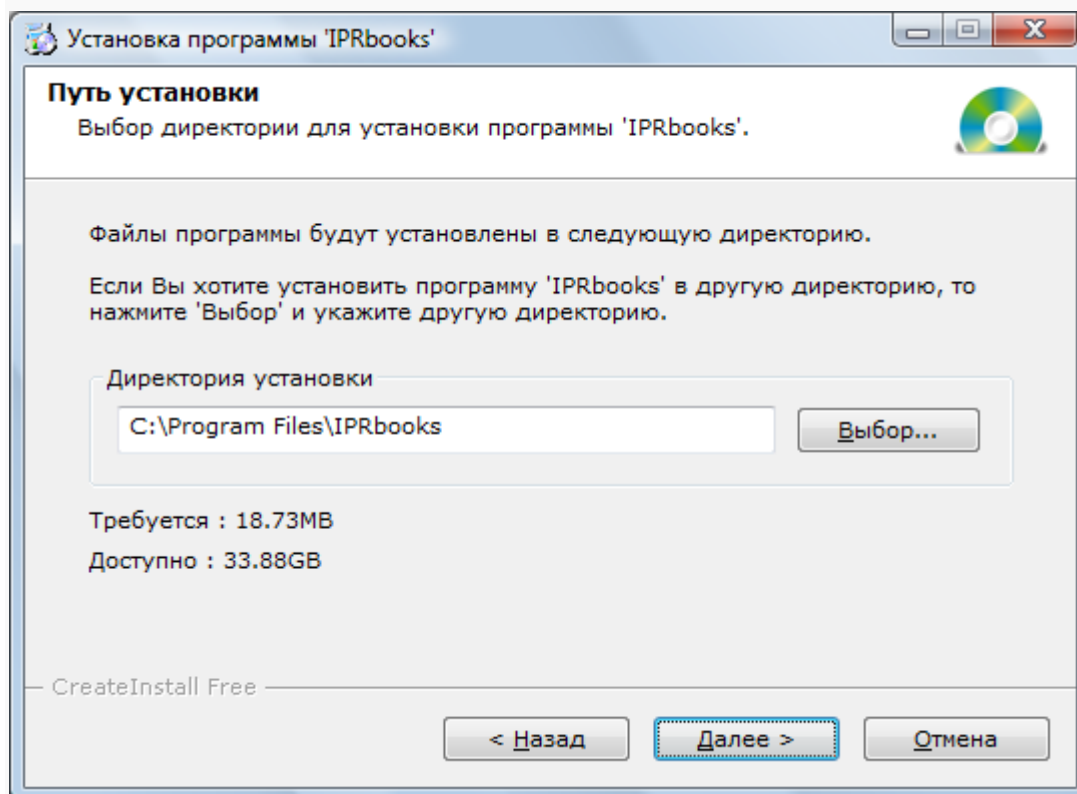 Установка программы 'IPRbooks'
Путь установки
Выбор директории для установки программы 'IPRbooks'.
Файлы программы будут установлены в следующую директорию.
Если Вы хотите установить программу 'IPRbooks' в другую директорию, то
нажмите 'Выбор' и укажите другую директорию.
Директория установки
C:\Program Files\IPRbooks
Выбор...
Требуется : 18.73MB
Доступно : 33.88GB
CreateInstall Free
< Назад
Далее >
Отмена